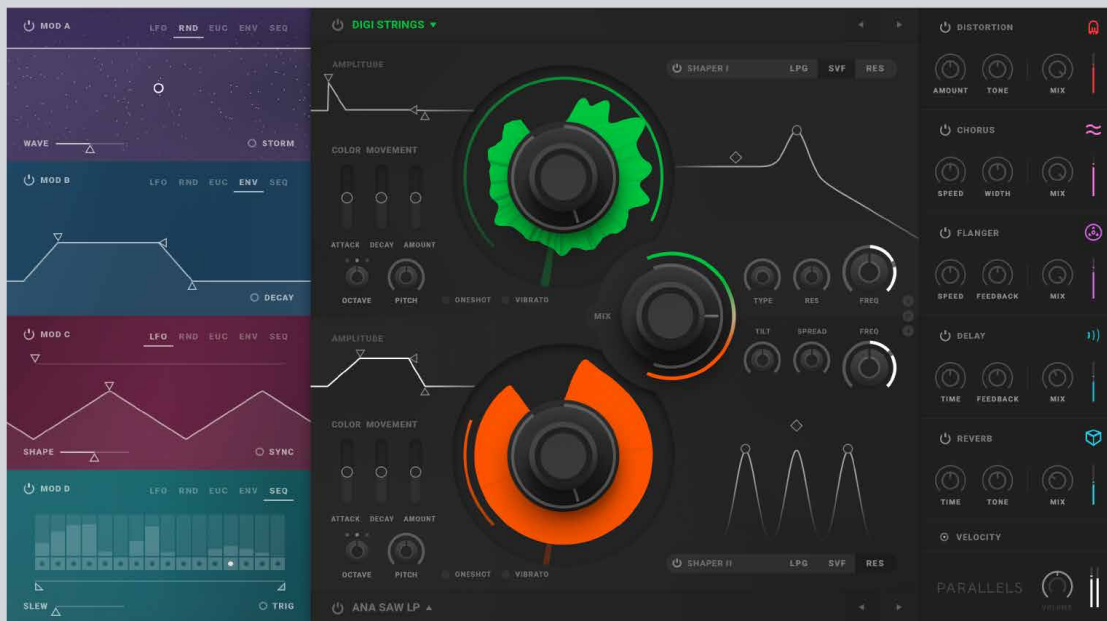 MOD A LFO RND EUC ENV SEQ
WAVE STORM
MOD B LFO RND EUC ENV SEQ
DECAY
MOD C LFO RND EUC ENV SEQ
SHAPE SYNC
MOD D LFO RND EUC ENV SEQ
SLEW TRIG
DIGI STRINGS
AMPLITUDE
SHAPER I LPG SVF RES
COLOR MOVEMENT
ATTACK DECAY AMOUNT
OCTAVE PITCH ONESHOT VIBRATO
MIX
TYPE RES FREQ
AMPLITUDE
TILT SPREAD FREQ
COLOR MOVEMENT
ATTACK DECAY AMOUNT
OCTAVE PITCH ONESHOT VIBRATO
SHAPER II LPG SVF RES
ANA SAW LP
DISTORTION
AMOUNT TONE MIX
CHORUS
SPEED WIDTH MIX
FLANGER
SPEED FEEDBACK MIX
DELAY
TIME FEEDBACK MIX
REVERB
TIME TONE MIX
VELOCITY
PARALLELS
VOLUME